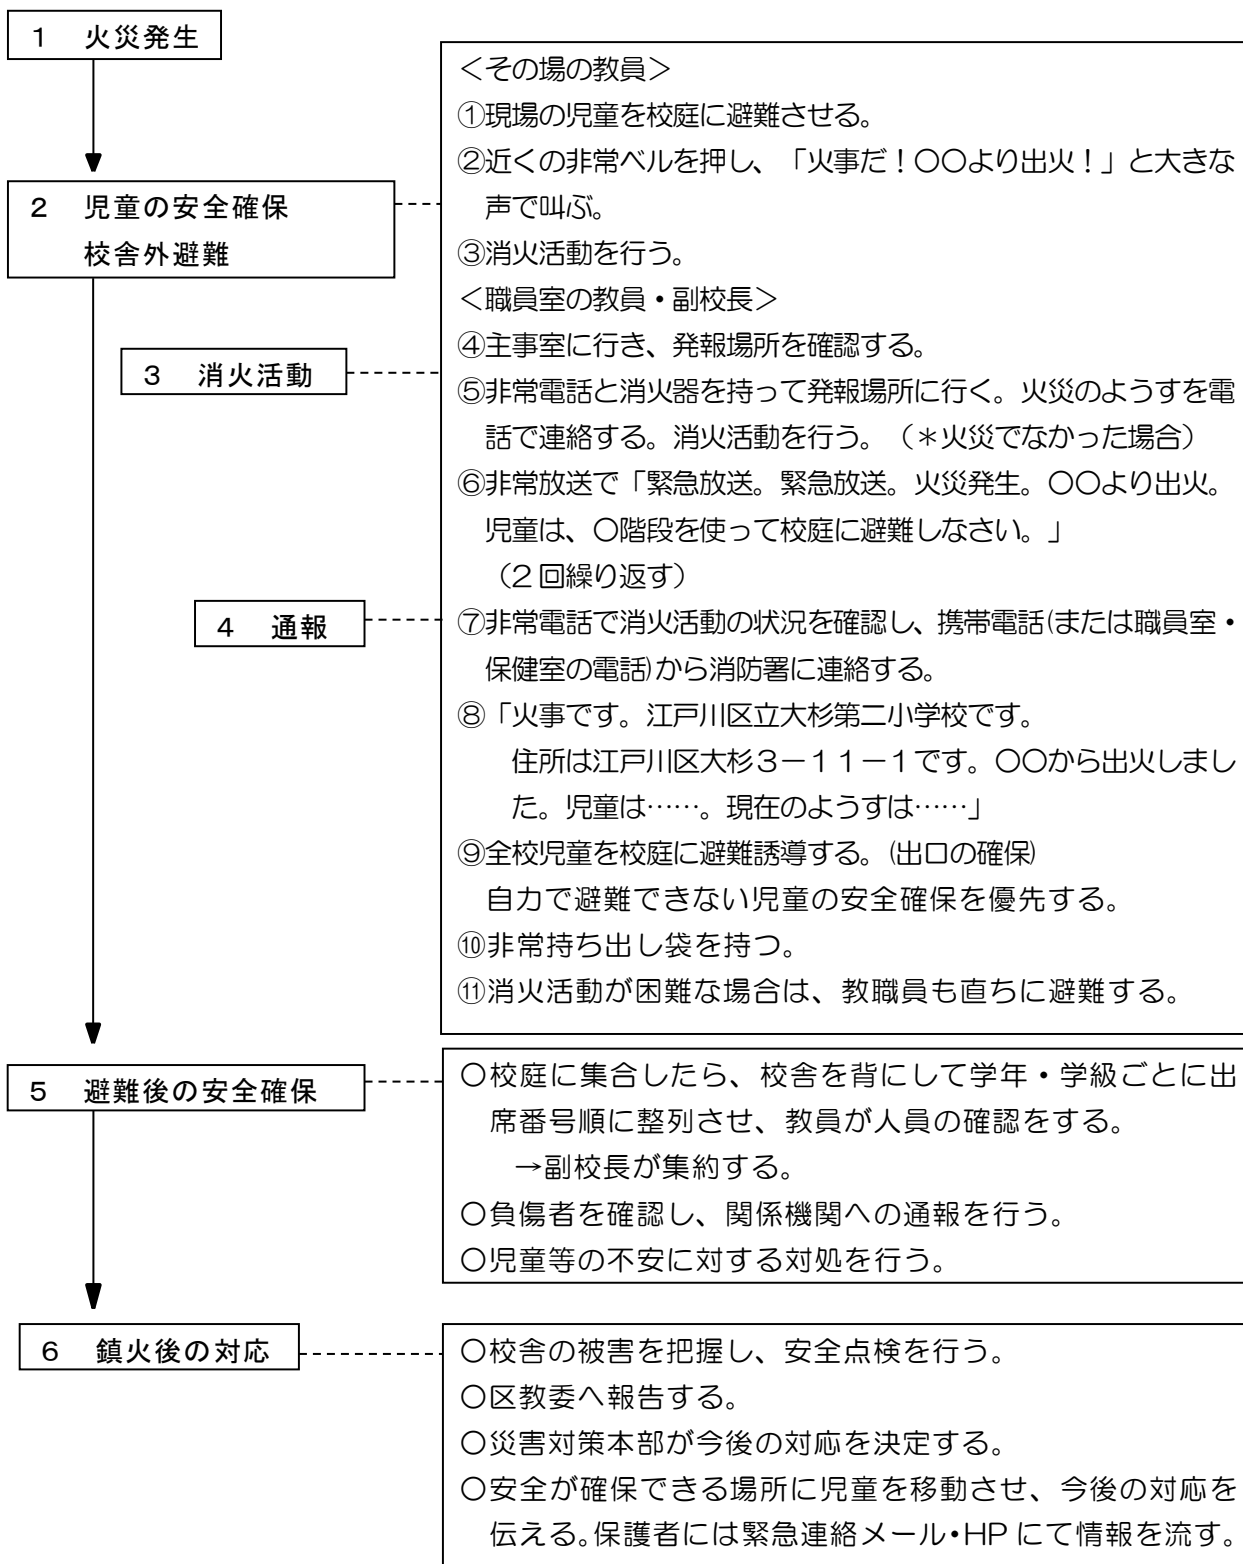 １　火災発生
２　児童の安全確保
校舎外避難
３　消火活動
４　通報
＜その場の教員＞
①現場の児童を校庭に避難させる。
②近くの非常ベルを押し、「火事だ！〇〇より出火！」と大きな
声で叫ぶ。
③消火活動を行う。
＜職員室の教員・副校長＞
④主事室に行き、発報場所を確認する。
⑤非常電話と消火器を持って発報場所に行く。火災のようすを電
話で連絡する。消火活動を行う。（＊火災でなかった場合）
⑥非常放送で「緊急放送。緊急放送。火災発生。〇〇より出火。
児童は、〇階段を使って校庭に避難しなさい。」
（２回繰り返す）
⑦非常電話で消火活動の状況を確認し、携帯電話(または職員室・
保健室の電話)から消防署に連絡する。
⑧「火事です。江戸川区立大杉第二小学校です。
住所は江戸川区大杉３－１１－１です。〇〇から出火しまし
た。児童は……。現在のようすは……」
⑨全校児童を校庭に避難誘導する。(出口の確保)
自力で避難できない児童の安全確保を優先する。
⑩非常持ち出し袋を持つ。
⑪消火活動が困難な場合は、教職員も直ちに避難する。
５　避難後の安全確保
〇校庭に集合したら、校舎を背にして学年・学級ごとに出
席番号順に整列させ、教員が人員の確認をする。
→副校長が集約する。
〇負傷者を確認し、関係機関への通報を行う。
〇児童等の不安に対する対処を行う。
６　鎮火後の対応
〇校舎の被害を把握し、安全点検を行う。
〇区教委へ報告する。
〇災害対策本部が今後の対応を決定する。
〇安全が確保できる場所に児童を移動させ、今後の対応を
伝える。保護者には緊急連絡メール・HP にて情報を流す。